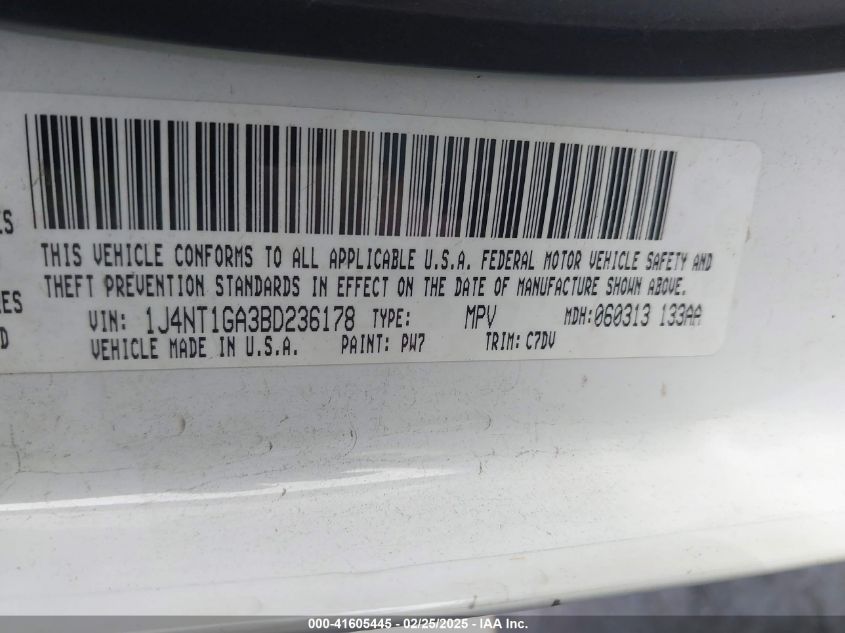 THIS VEHICLE CONFORMS TO ALL APPLICABLE U.S.A. FEDERAL MOTOR VEHICLE SAFETY AND
THEFT PREVENTION STANDARDS IN EFFECT ON THE DATE OF MANUFACTURE SHOWN ABOVE.
VIN: 1J4NT1GA3BD236178 TYPE: MPV MDH:060313 133AA
VEHICLE MADE IN U.S.A. PAINT: PW7 TRIM: C7DV
000-41605445 - 02/25/2025 - IAA Inc.